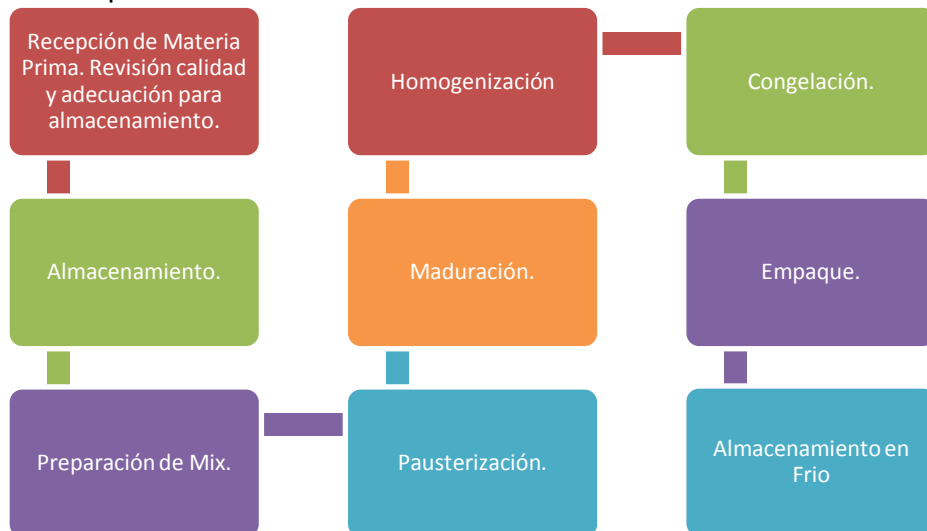 Recepción de Materia
Prima. Revisión calidad
y adecuación para
almacenamiento.
Almacenamiento.
Preparación de Mix.
Pausterización.
Maduración.
Homogenización
Congelación.
Empaque.
Almacenamiento en
Frio